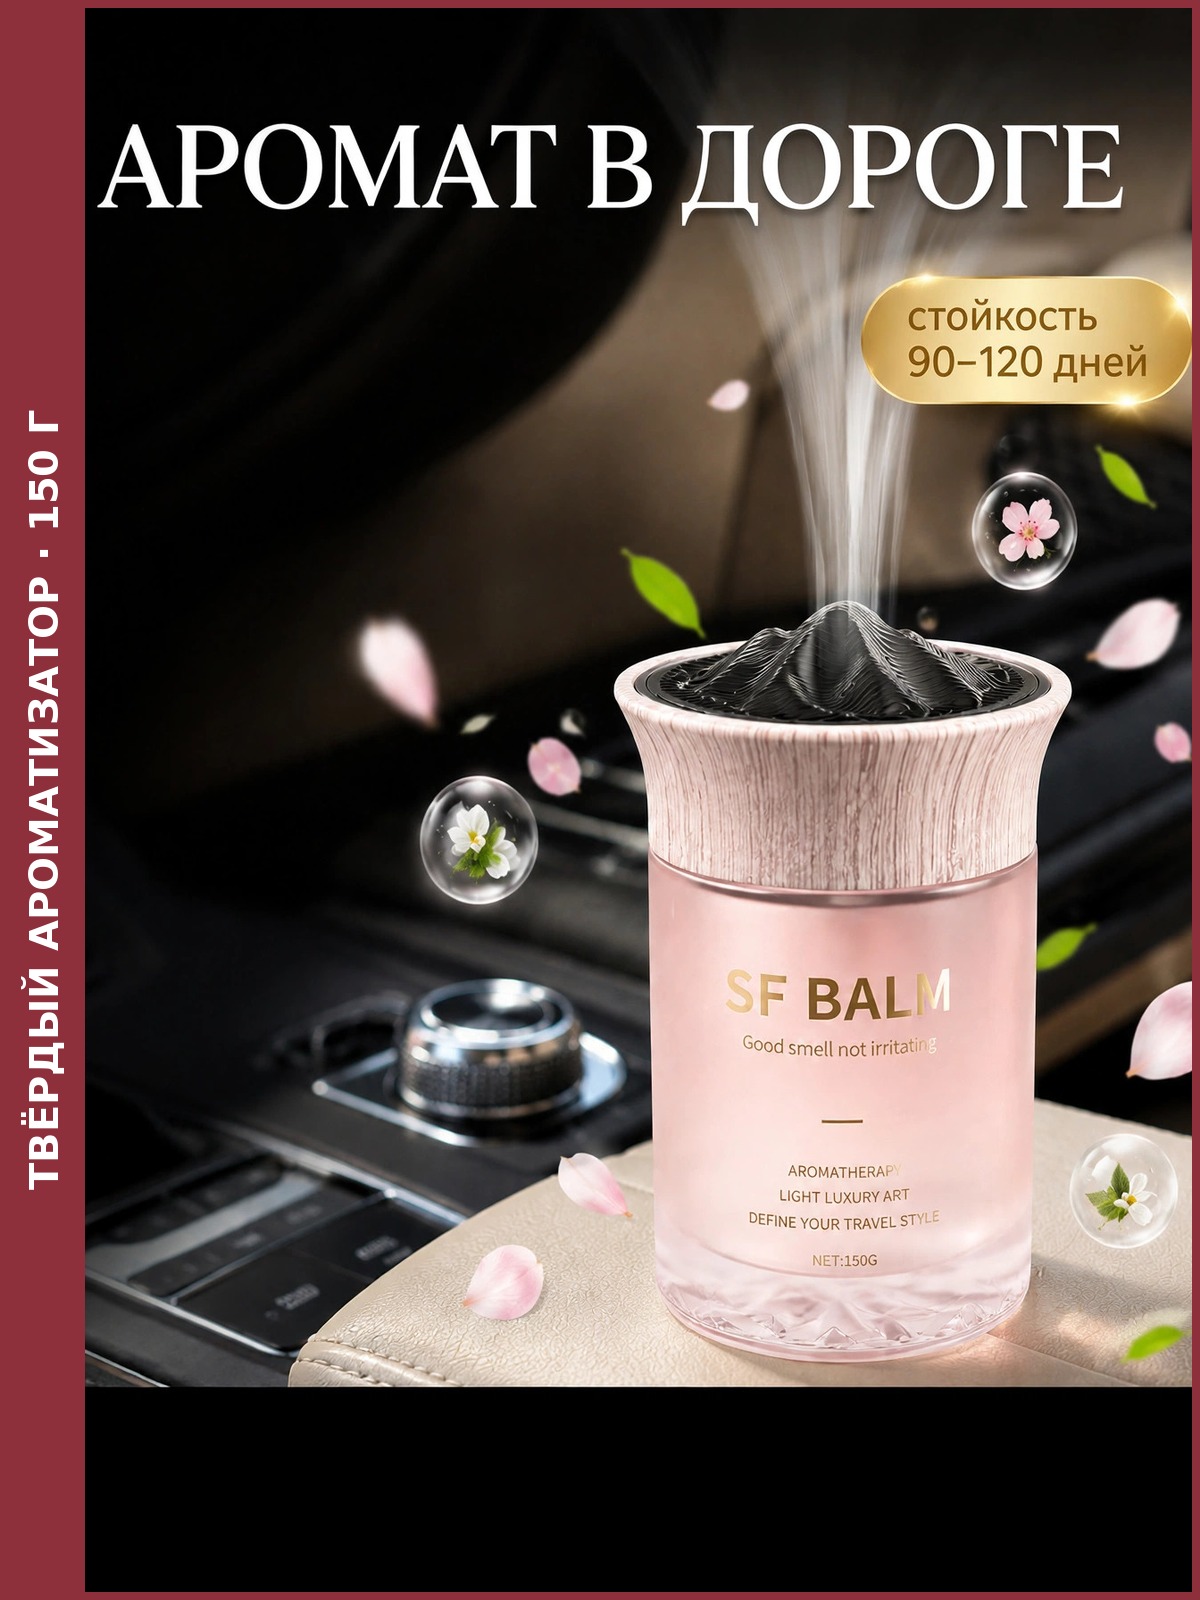 АРОМАТ В ДОРОГЕ
стойкость
90–120 дней
ТВЁРДЫЙ АРОМАТИЗАТОР · 150 Г
SF BALM
Good smell not irritating
AROMATHERAPY
LIGHT LUXURY ART
DEFINE YOUR TRAVEL STYLE
NET:150G